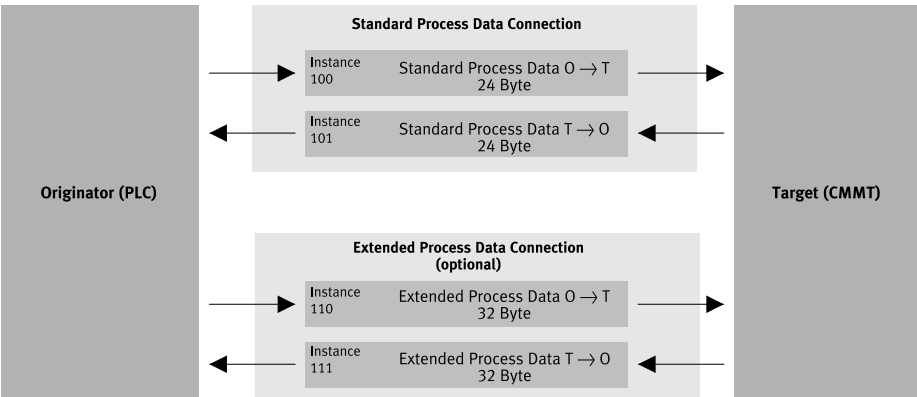 Standard Process Data Connection
Instance
100
Standard Process Data O → T
24 Byte
Instance
101
Standard Process Data T → O
24 Byte
Originator (PLC)
Target (CMMT)
Extended Process Data Connection
(optional)
Instance
110
Extended Process Data O → T
32 Byte
Instance
111
Extended Process Data T → O
32 Byte